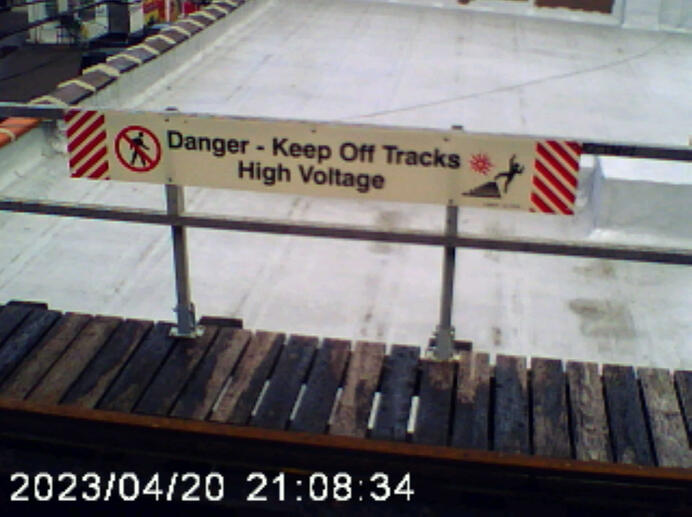 Danger - Keep Off Tracks
High Voltage
2023/04/20 21:08:34